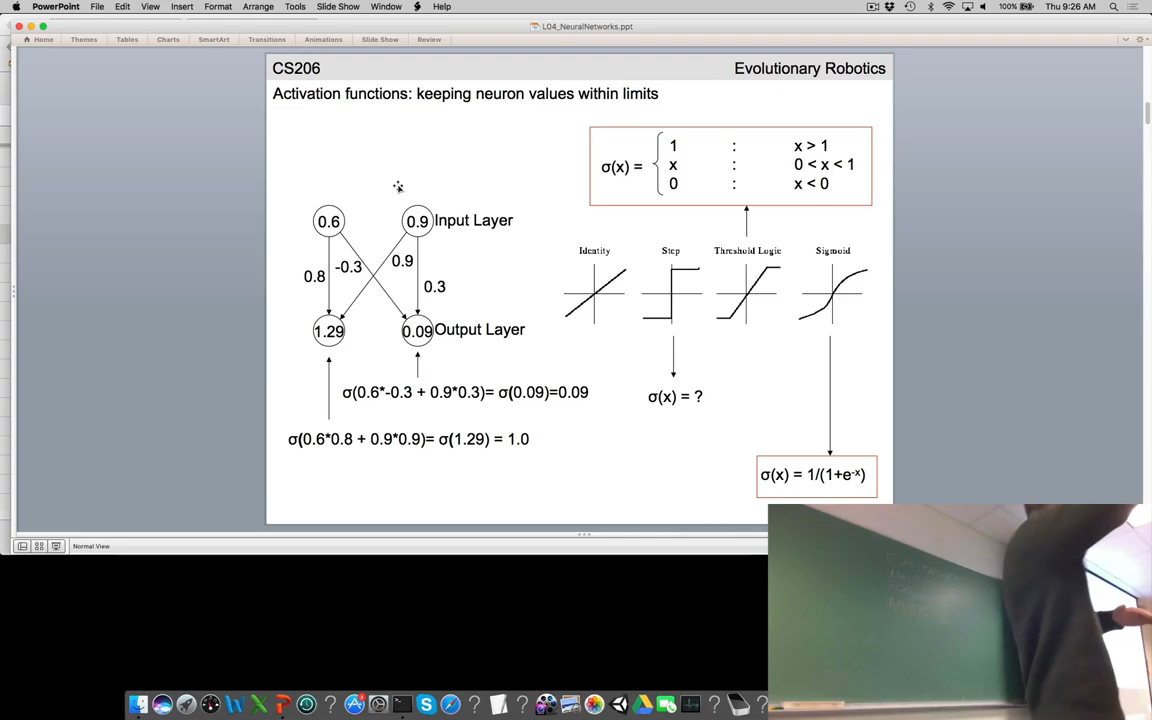 PowerPoint File Edit View Insert Format Arrange Tools Slide Show Window Help 100% Thu 9:26 AM
L04_NeuralNetworks.ppt
Home Themes Tables Charts SmartArt Transitions Animations Slide Show Review
CS206 Evolutionary Robotics
Activation functions: keeping neuron values within limits
σ(x) =
1 : x > 1
x : 0 < x < 1
0 : x < 0
0.6 0.9 Input Layer
0.8 -0.3 0.9 0.3
1.29 0.09 Output Layer
Identity Step Threshold Logic Sigmoid
σ(0.6*-0.3 + 0.9*0.3)= σ(0.09)=0.09
σ(x) = ?
σ(0.6*0.8 + 0.9*0.9)= σ(1.29) = 1.0
σ(x) = 1/(1+e-x)
Normal View